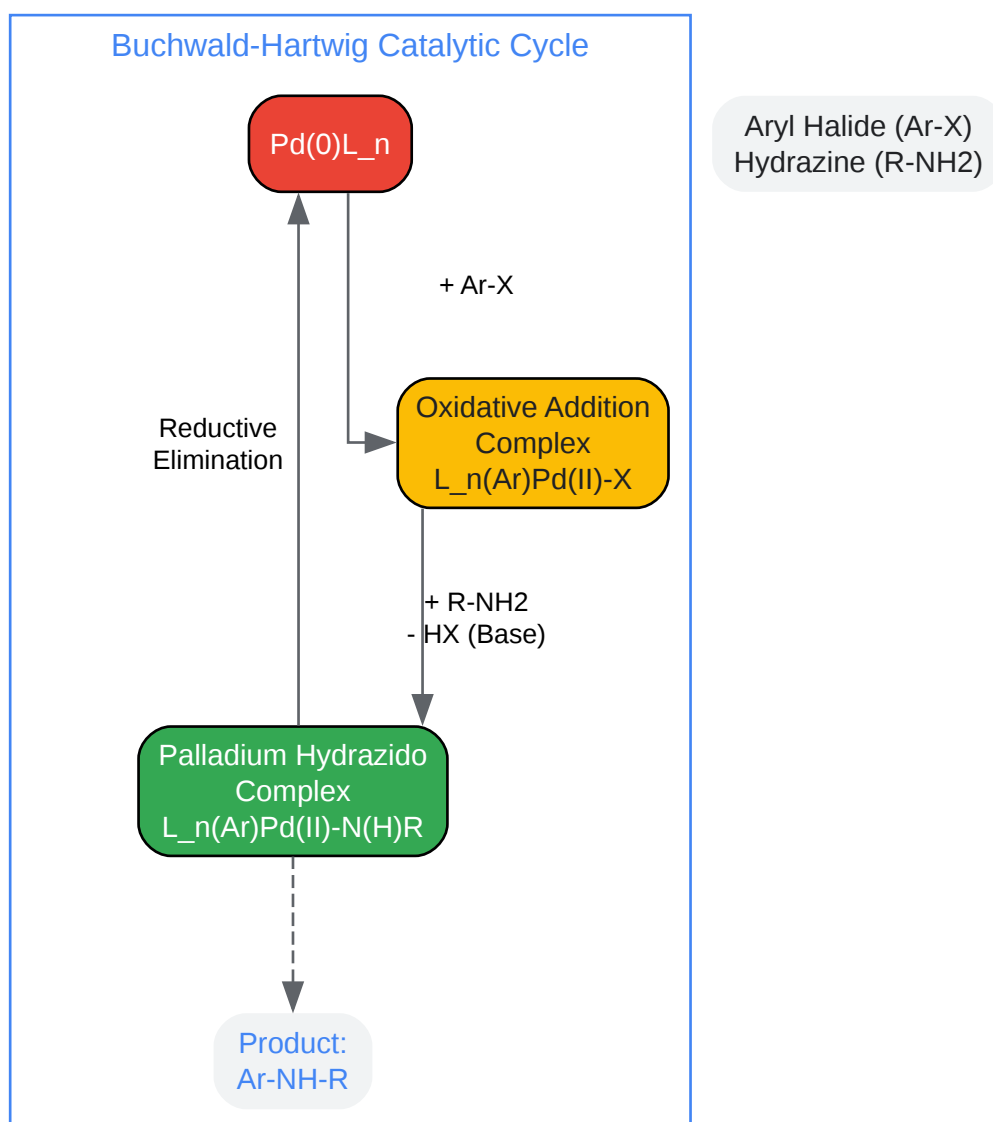 Buchwald-Hartwig Catalytic Cycle
Pd(0)L_n
Aryl Halide (Ar-X)
Hydrazine (R-NH2)
+ Ar-X
Oxidative Addition
Complex
L_n(Ar)Pd(II)-X
Reductive
Elimination
+ R-NH2
- HX (Base)
Palladium Hydrazido
Complex
L_n(Ar)Pd(II)-N(H)R
Product:
Ar-NH-R